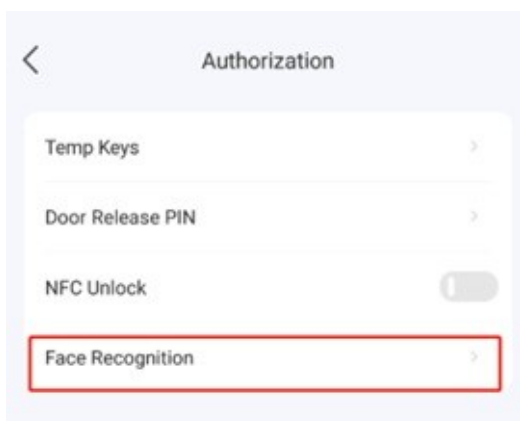 Authorization
Temp Keys
Door Release PIN
NFC Unlock
Face Recognition